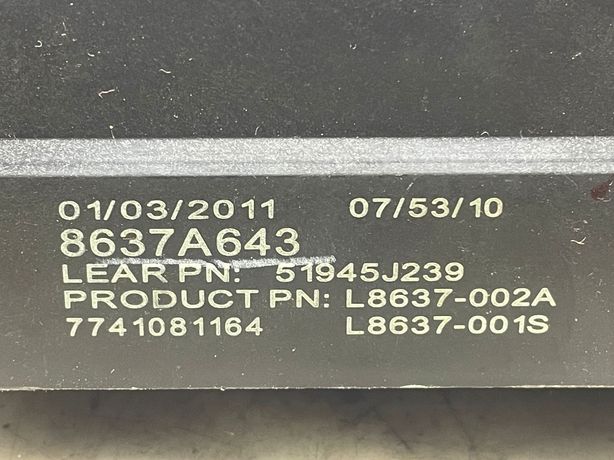 01/03/2011 07/53/10
8637A643
LEAR PN: 51945J239
PRODUCT PN: L8637-002A
7741081164 L8637-001S